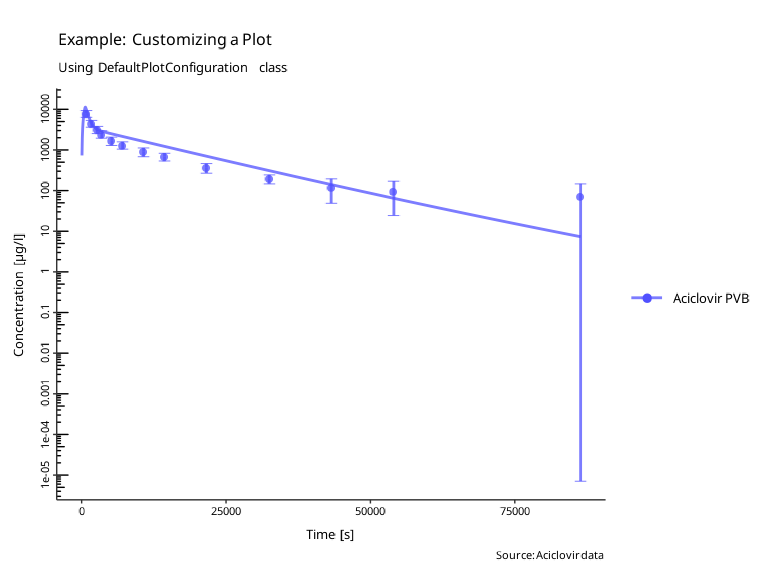 Example: Customizing a Plot
Using DefaultPlotConfiguration class
10000
1000
100
10
1
0.1
0.01
0.001
1e-04
1e-05
Concentration [µg/l]
0 25000 50000 75000
Time [s]
Aciclovir PVB
Source:Aciclovir data